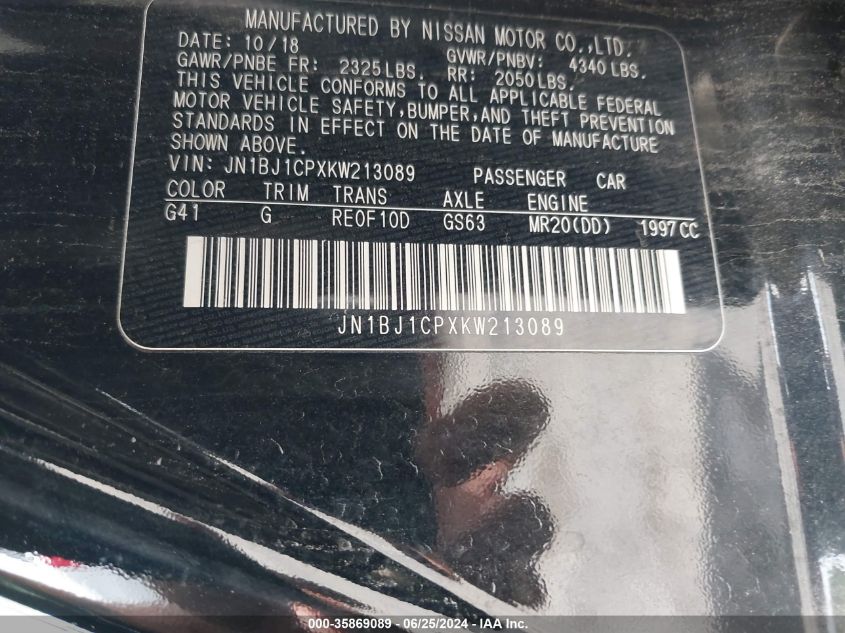 MANUFACTURED BY NISSAN MOTOR CO.,LTD.
DATE: 10/18 GVWR/PNBV: 4340 LBS.
GAWR/PNBE FR: 2325 LBS. RR: 2050 LBS.
THIS VEHICLE CONFORMS TO ALL APPLICABLE FEDERAL
MOTOR VEHICLE SAFETY, BUMPER, AND THEFT PREVENTION
STANDARDS IN EFFECT ON THE DATE OF MANUFACTURE
SHOWN ABOVE.
VIN: JN1BJ1CPXKW213089 PASSENGER CAR
COLOR TRIM TRANS AXLE ENGINE
G41 G REOF10D GS63 MR20(DD) 1997CC
JN1BJ1CPXKW213089
000-35869089 | 06/25/2024 - IAA Inc.